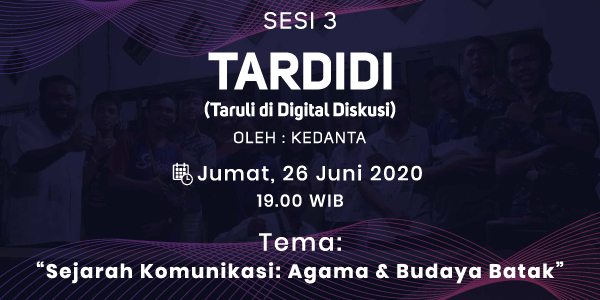 SESI 3
TARDIDI
(Taruli di Digital Diskusi)
OLEH : KEDANTA
Jumat, 26 Juni 2020
19.00 WIB
Tema:
“Sejarah Komunikasi: Agama & Budaya Batak”